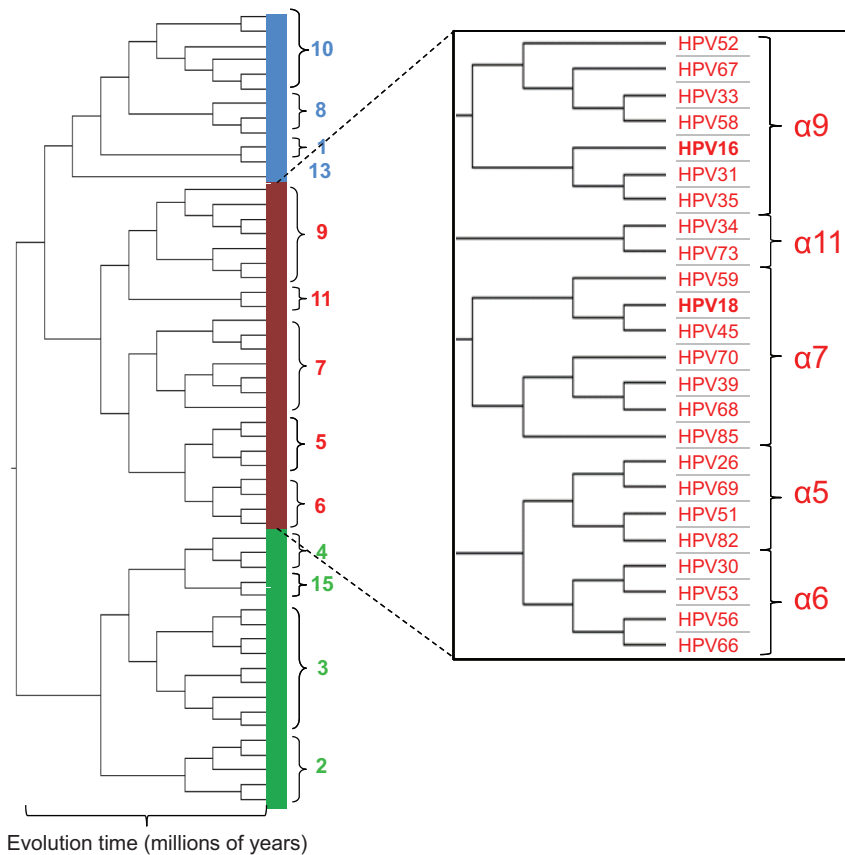 10
8
1
13
9
11
7
5
6
4
15
3
2
Evolution time (millions of years)
HPV52
HPV67
HPV33
HPV58
HPV16
HPV31
HPV35
α9
HPV34
HPV73
α11
HPV59
HPV18
HPV45
HPV70
HPV39
HPV68
HPV85
α7
HPV26
HPV69
HPV51
HPV82
α5
HPV30
HPV53
HPV56
HPV66
α6